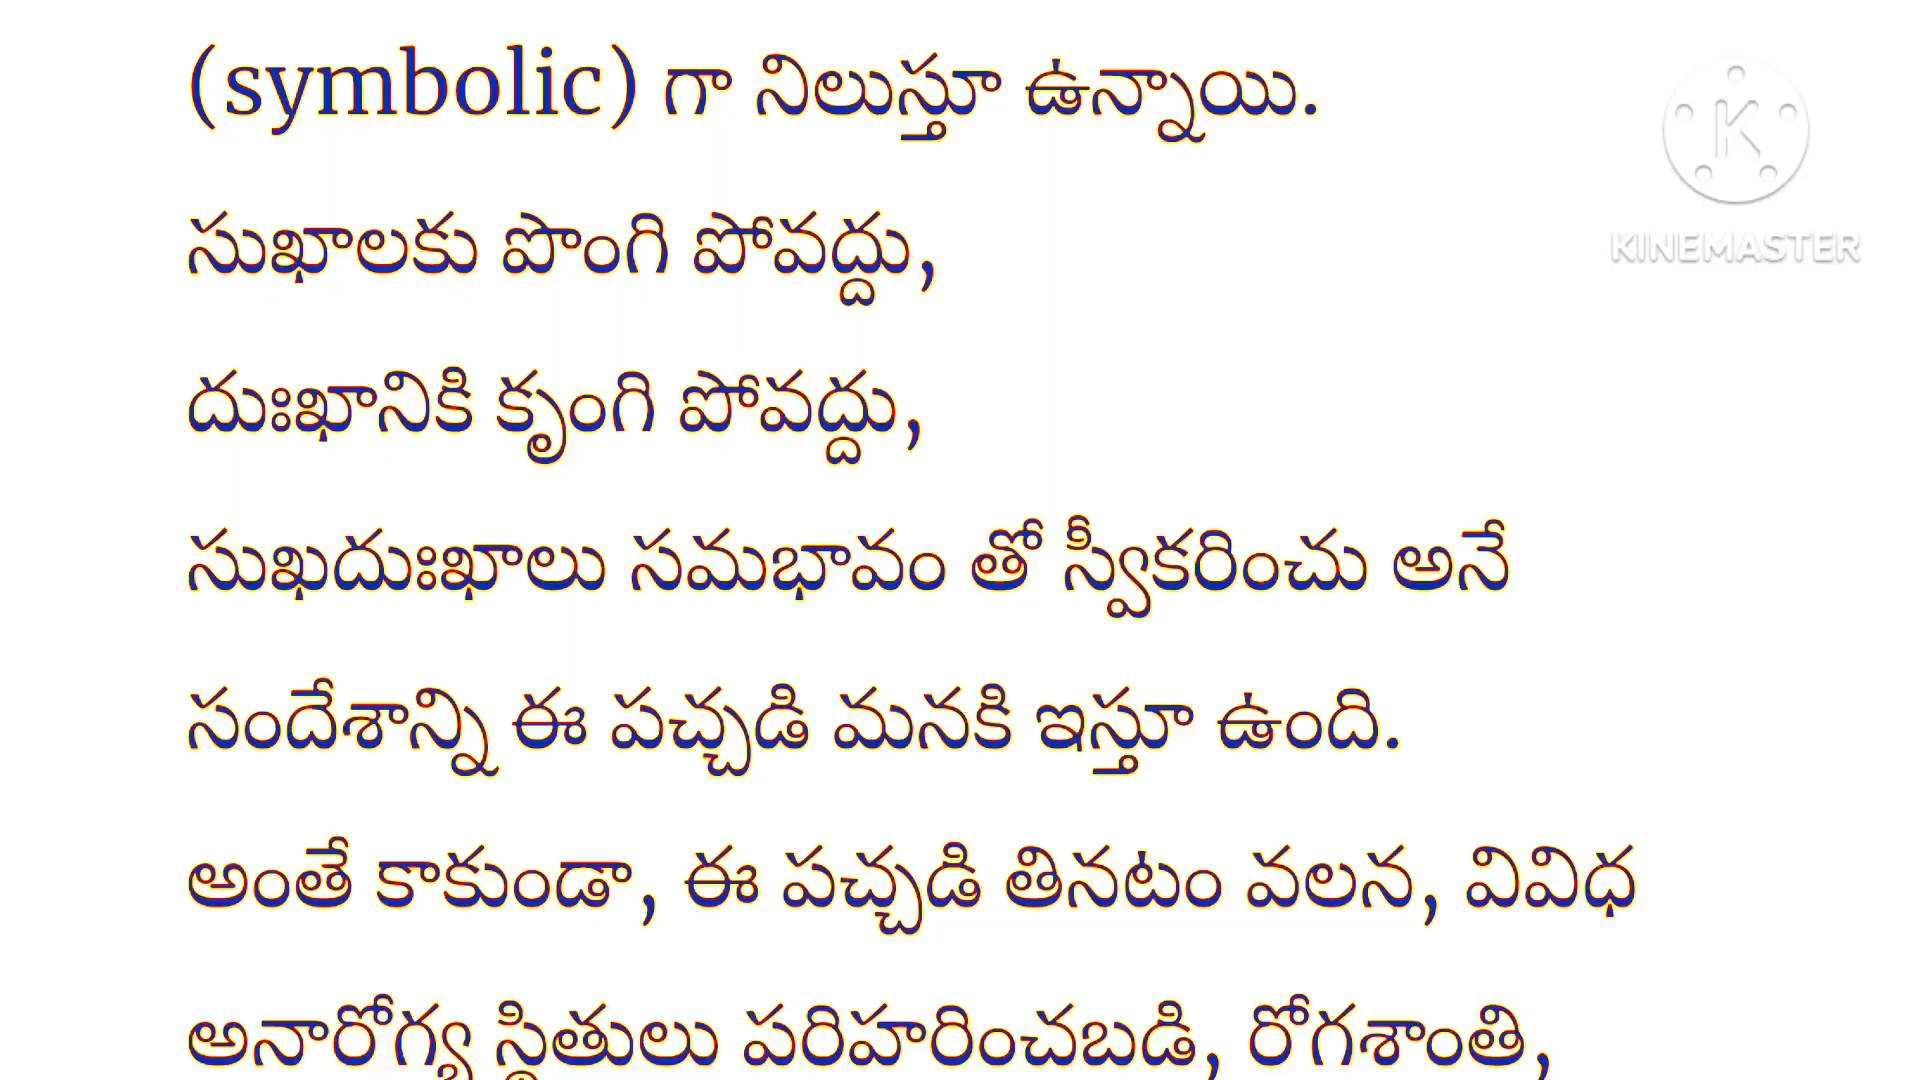 (symbolic) గా నిలుస్తూ ఉన్నాయి.
సుఖాలకు పొంగి పోవద్దు,
దుఃఖానికి కృంగి పోవద్దు,
సుఖదుఃఖాలు సమభావం తో స్వీకరించు అనే
సందేశాన్ని ఈ పచ్చడి మనకి ఇస్తూ ఉంది.
అంతే కాకుండా, ఈ పచ్చడి తినటం వలన, వివిధ
అనారోగ్య స్థితులు పరిహరించబడి, రోగశాంతి,
K
KINEMASTER